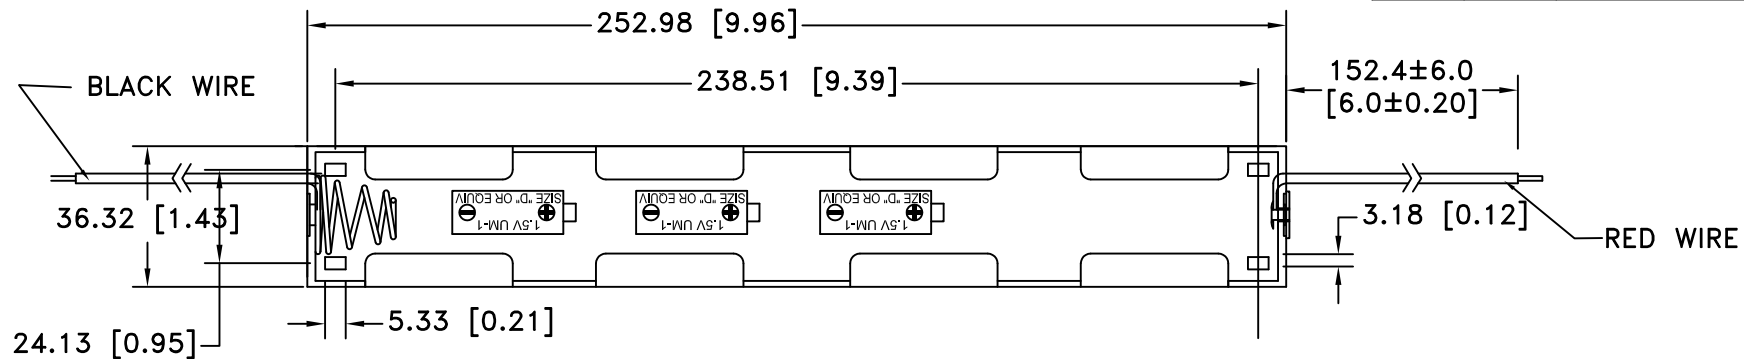 252.98 [9.96]
238.51 [9.39]
152.4±6.0
[6.0±0.20]
BLACK WIRE
36.32 [1.43]
SIZE "D" OR EQUIV
1.5V UM-1
SIZE "D" OR EQUIV
1.5V UM-1
SIZE "D" OR EQUIV
1.5V UM-1
3.18 [0.12]
RED WIRE
5.33 [0.21]
24.13 [0.95]